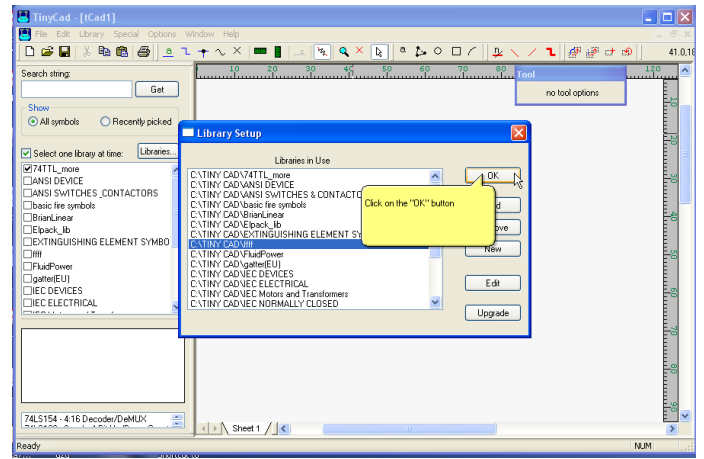 TinyCad - [tCad1]
File Edit Library Special Options Window Help
41.0,18
Search string:
Get
Show
All symbols Recently picked
Select one library at time: Libraries...
74TTL_more
ANSI DEVICE
ANSI SWITCHES _CONTACTORS
basic fire symbols
BrianLinear
Elpack_lib
EXTINGUISHING ELEMENT SYMBO
ffff
FluidPower
gatter(EU)
IEC DEVICES
IEC ELECTRICAL
74LS154 - 4:16 Decoder/DeMUX
10 20 30 40 50 60 70 80 120
Tool
no tool options
Library Setup
Libraries in Use
C:\TINY CAD\74TTL_more
C:\TINY CAD\ANSI DEVICE
C:\TINY CAD\ANSI SWITCHES & CONTACTO
C:\TINY CAD\basic fire symbols
C:\TINY CAD\BrianLinear
C:\TINY CAD\Elpack_lib
C:\TINY CAD\EXTINGUISHING ELEMENT SY
C:\TINY CAD\ffff
C:\TINY CAD\FluidPower
C:\TINY CAD\gatter(EU)
C:\TINY CAD\IEC DEVICES
C:\TINY CAD\IEC ELECTRICAL
C:\TINY CAD\IEC Motors and Transformers
C:\TINY CAD\IEC NORMALLY CLOSED
OK
Click on the "OK" button
New
Edit
Upgrade
Sheet 1
Ready
NUM